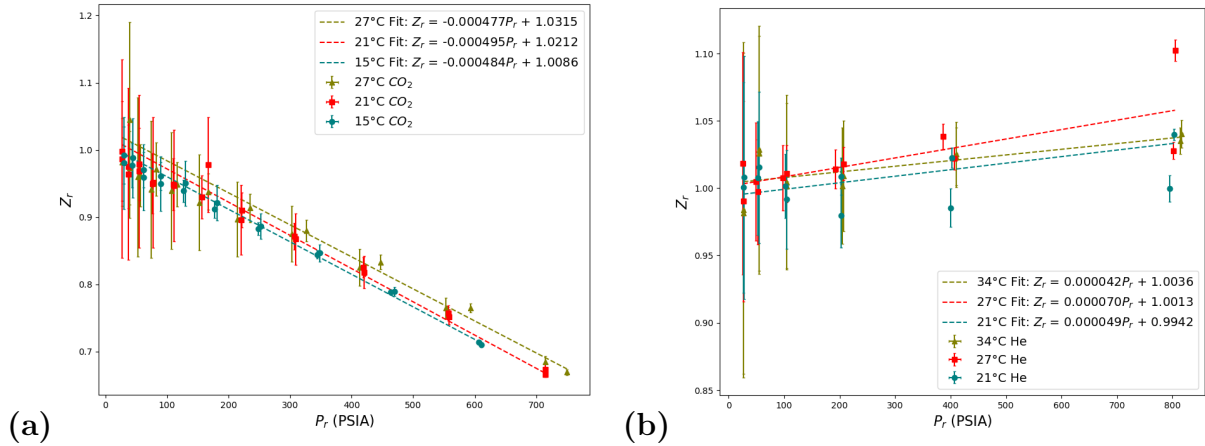 1.2
1.1
1.0
0.9
0.8
0.7
Z_r
0 100 200 300 400 500 600 700
P_r (PSIA)
27°C Fit: Z_r = -0.000477P_r + 1.0315
21°C Fit: Z_r = -0.000495P_r + 1.0212
15°C Fit: Z_r = -0.000484P_r + 1.0086
27°C CO_2
21°C CO_2
15°C CO_2
(a)
1.10
1.05
1.00
0.95
0.90
0.85
Z_r
0 100 200 300 400 500 600 700 800
P_r (PSIA)
34°C Fit: Z_r = 0.000042P_r + 1.0036
27°C Fit: Z_r = 0.000070P_r + 1.0013
21°C Fit: Z_r = 0.000049P_r + 0.9942
34°C He
27°C He
21°C He
(b)